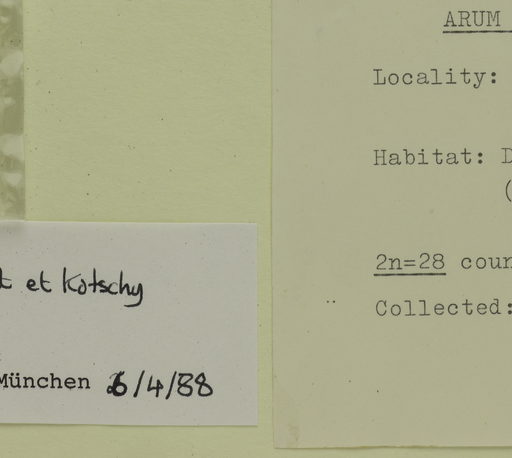 et Kotschy
München 6/4/88
ARUM
Locality:
Habitat: D
(
2n=28 coun
Collected: